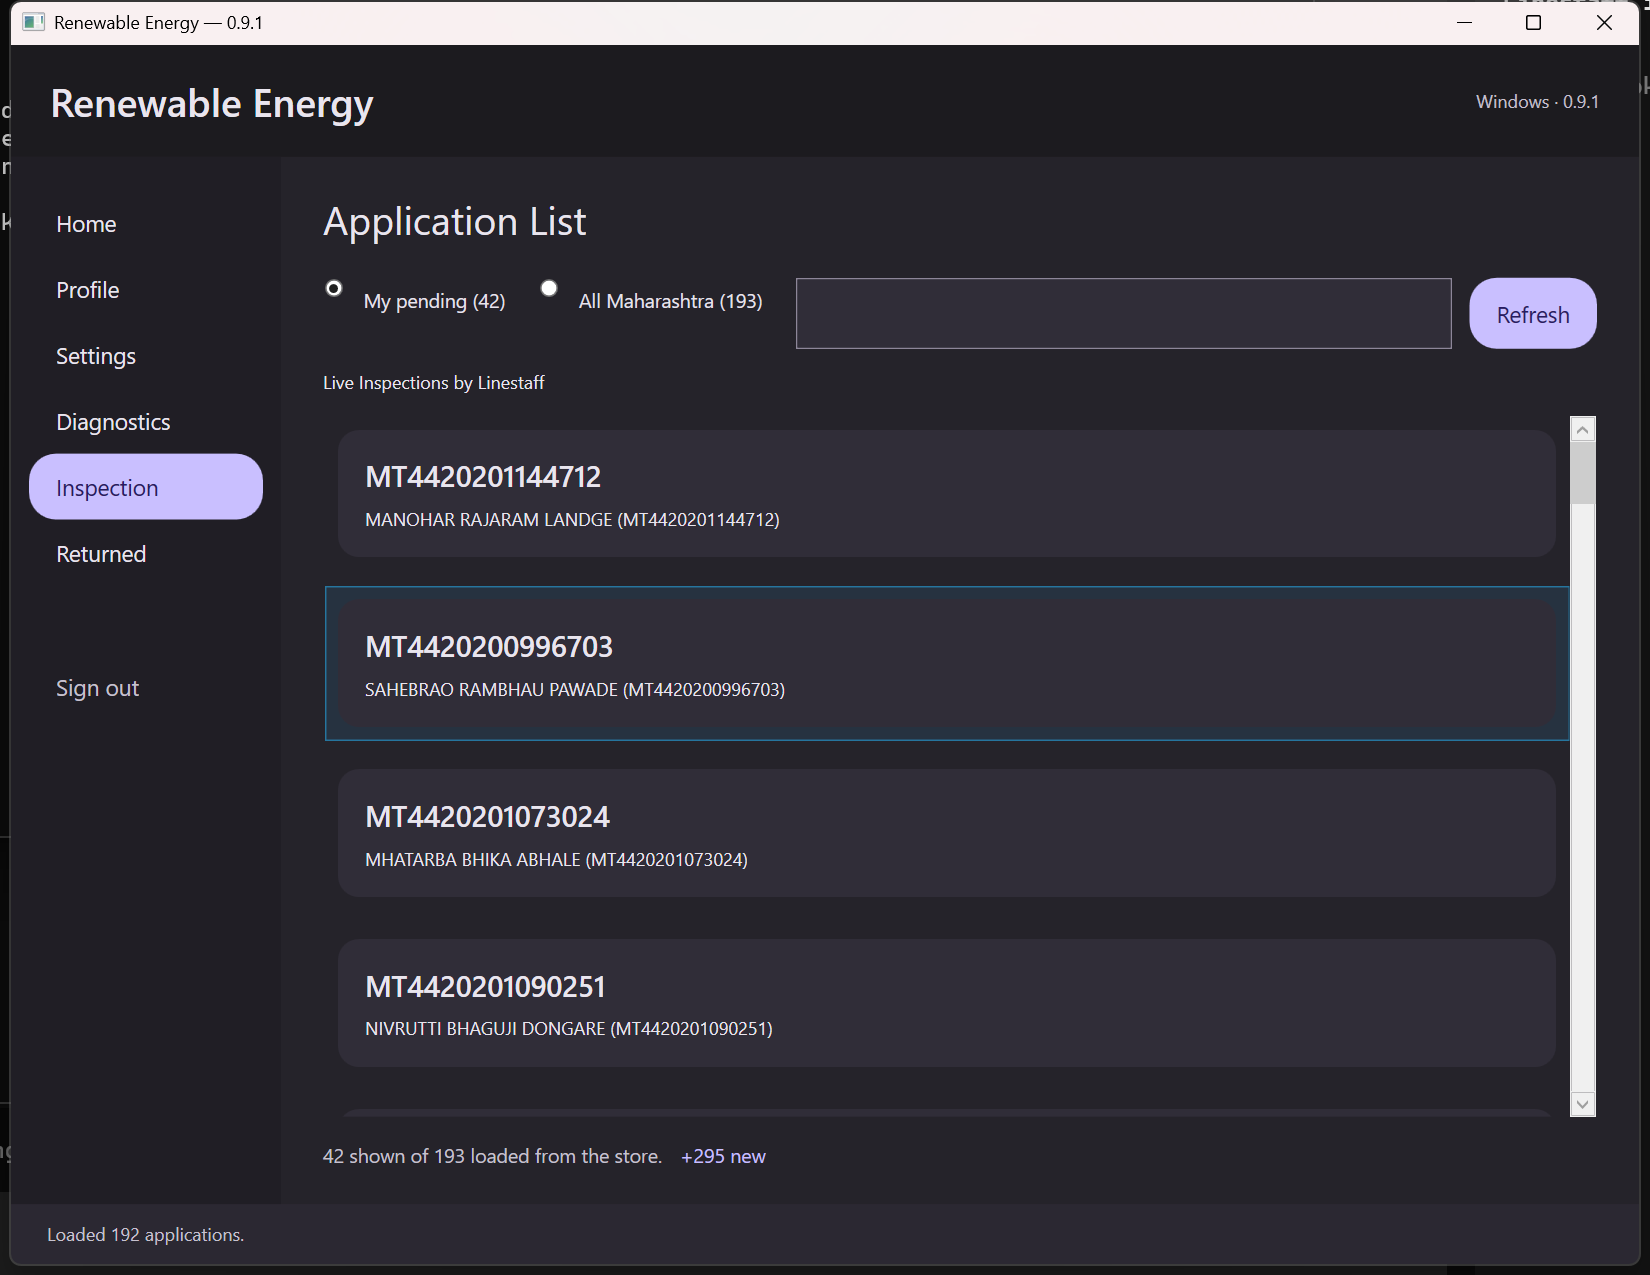 Renewable Energy — 0.9.1
Renewable Energy
Windows · 0.9.1
Home
Profile
Settings
Diagnostics
Inspection
Returned
Sign out
Application List
My pending (42)
All Maharashtra (193)
Refresh
Live Inspections by Linestaff
MT4420201144712
MANOHAR RAJARAM LANDGE (MT4420201144712)
MT4420200996703
SAHEBRAO RAMBHAU PAWADE (MT4420200996703)
MT4420201073024
MHATARBA BHIKA ABHALE (MT4420201073024)
MT4420201090251
NIVRUTTI BHAGUJI DONGARE (MT4420201090251)
42 shown of 193 loaded from the store. +295 new
Loaded 192 applications.